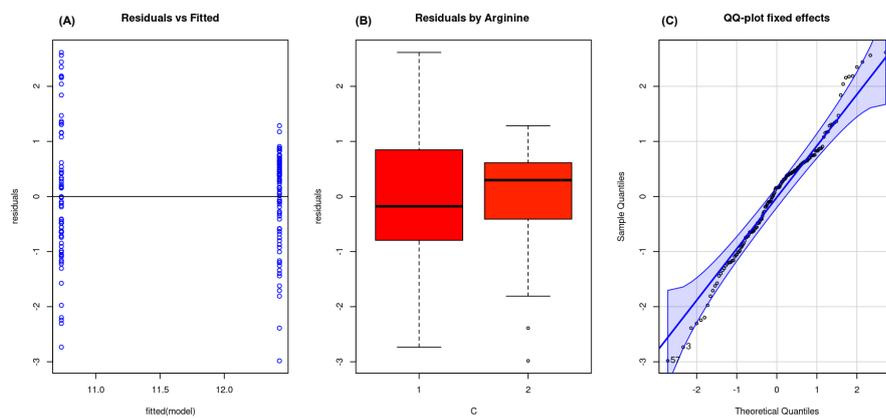 (A) Residuals vs Fitted
residuals
2
1
0
-1
-2
-3
11.0 11.5 12.0
fitted(model)
(B) Residuals by Arginine
residuals
2
1
0
-1
-2
-3
1 2
C
(C) QQ-plot fixed effects
Sample Quantiles
2
1
0
-1
-2
-3
3
57
-2 -1 0 1 2
Theoretical Quantiles